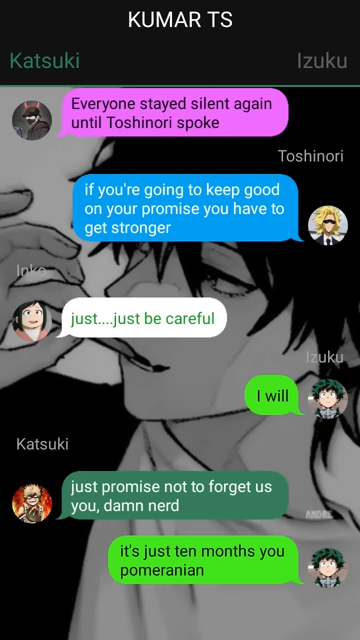 KUMAR TS
Katsuki
Izuku
Everyone stayed silent again
until Toshinori spoke
Toshinori
if you're going to keep good
on your promise you have to
get stronger
Inko
just....just be careful
Izuku
I will
Katsuki
just promise not to forget us
you, damn nerd
ANDRE
it's just ten months you
pomeranian